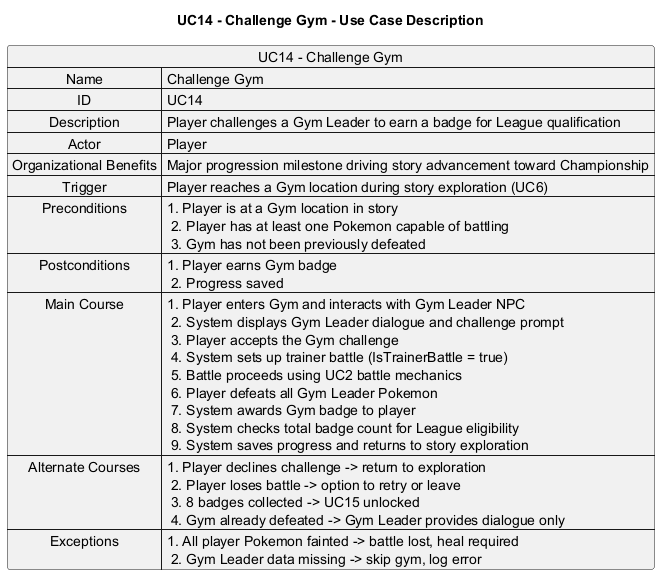 UC14 - Challenge Gym - Use Case Description
UC14 - Challenge Gym
Name Challenge Gym
ID UC14
Description Player challenges a Gym Leader to earn a badge for League qualification
Actor Player
Organizational Benefits Major progression milestone driving story advancement toward Championship
Trigger Player reaches a Gym location during story exploration (UC6)
Preconditions 1. Player is at a Gym location in story
2. Player has at least one Pokemon capable of battling
3. Gym has not been previously defeated
Postconditions 1. Player earns Gym badge
2. Progress saved
Main Course 1. Player enters Gym and interacts with Gym Leader NPC
2. System displays Gym Leader dialogue and challenge prompt
3. Player accepts the Gym challenge
4. System sets up trainer battle (IsTrainerBattle = true)
5. Battle proceeds using UC2 battle mechanics
6. Player defeats all Gym Leader Pokemon
7. System awards Gym badge to player
8. System checks total badge count for League eligibility
9. System saves progress and returns to story exploration
Alternate Courses 1. Player declines challenge -> return to exploration
2. Player loses battle -> option to retry or leave
3. 8 badges collected -> UC15 unlocked
4. Gym already defeated -> Gym Leader provides dialogue only
Exceptions 1. All player Pokemon fainted -> battle lost, heal required
2. Gym Leader data missing -> skip gym, log error